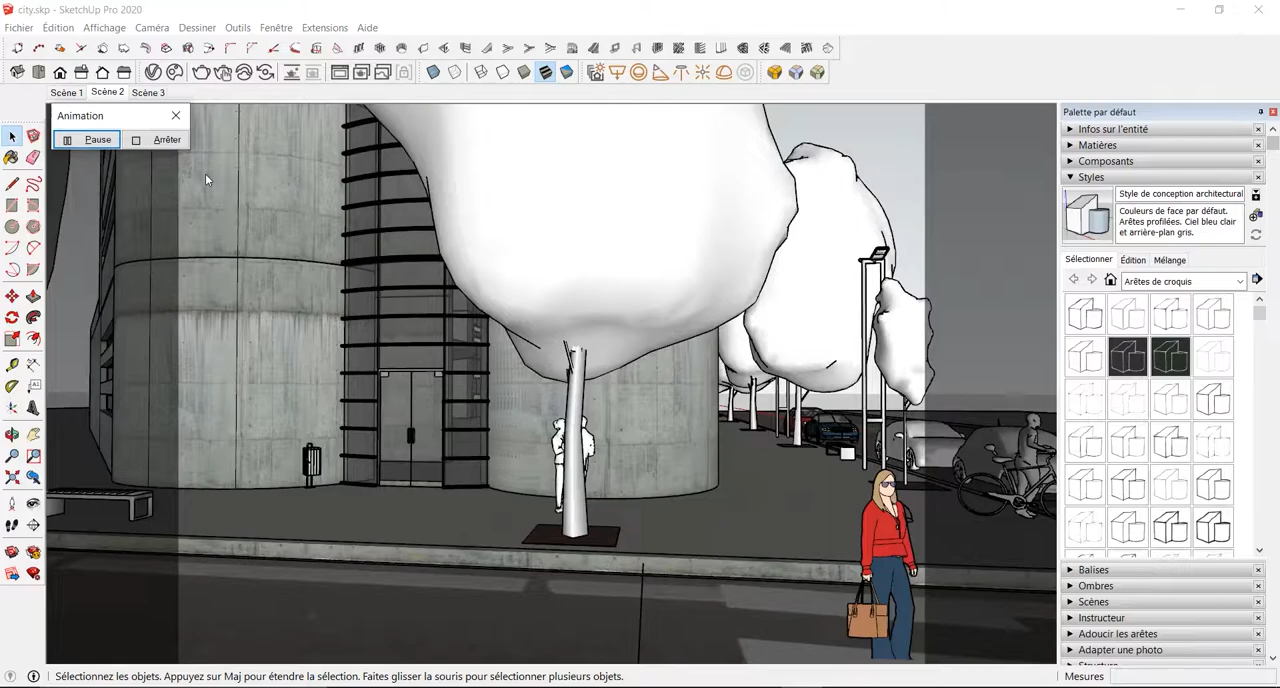 city.skp - SketchUp Pro 2020
Fichier Édition Affichage Caméra Dessiner Outils Fenêtre Extensions Aide
Scène 1 Scène 2 Scène 3
Animation
Pause Arrêter
Palette par défaut
Infos sur l'entité
Matières
Composants
Styles
Style de conception architectural
Couleurs de face par défaut.
Arêtes profilées. Ciel bleu clair
et arrière-plan gris.
Sélectionner Édition Mélange
Arêtes de croquis
Balises
Ombres
Scènes
Instructeur
Adoucir les arêtes
Adapter une photo
Sélectionnez les objets. Appuyez sur Maj pour étendre la sélection. Faites glisser la souris pour sélectionner plusieurs objets.
Mesures